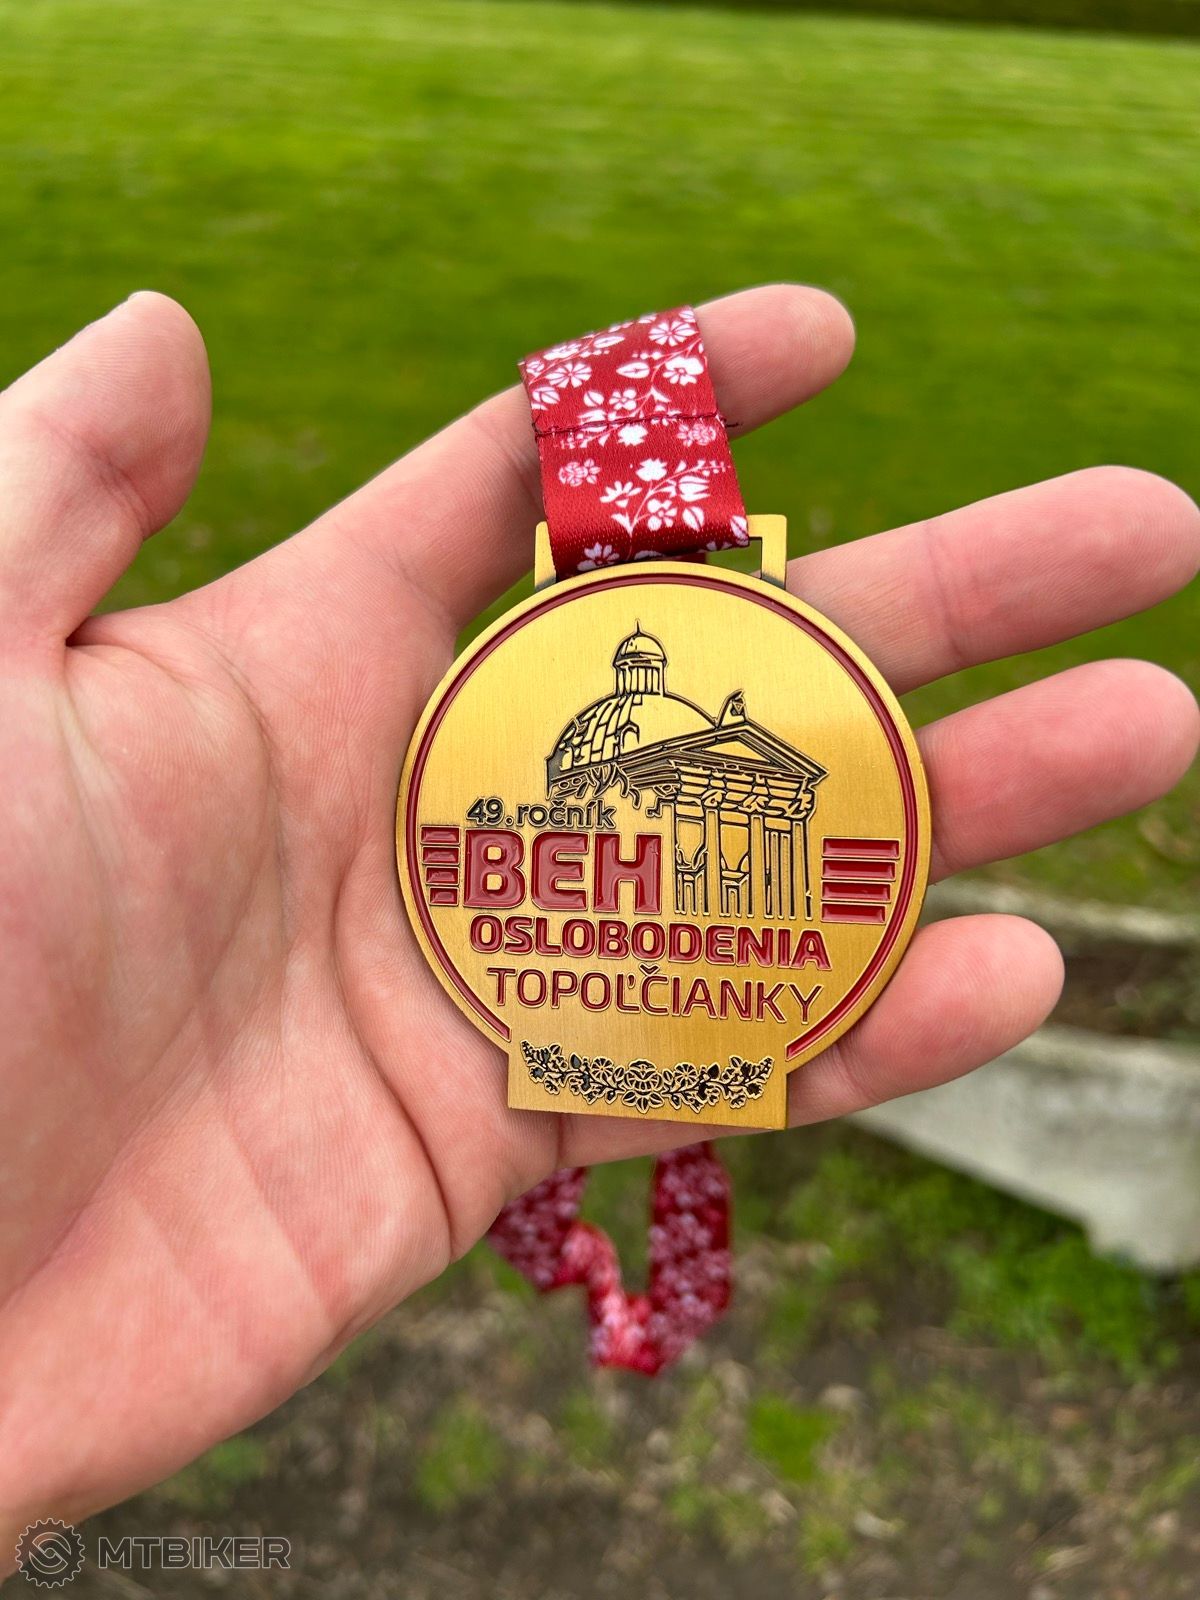 49. ročník
BEH
OSLOBODENIA
TOPOĽČIANKY
MTBIKER